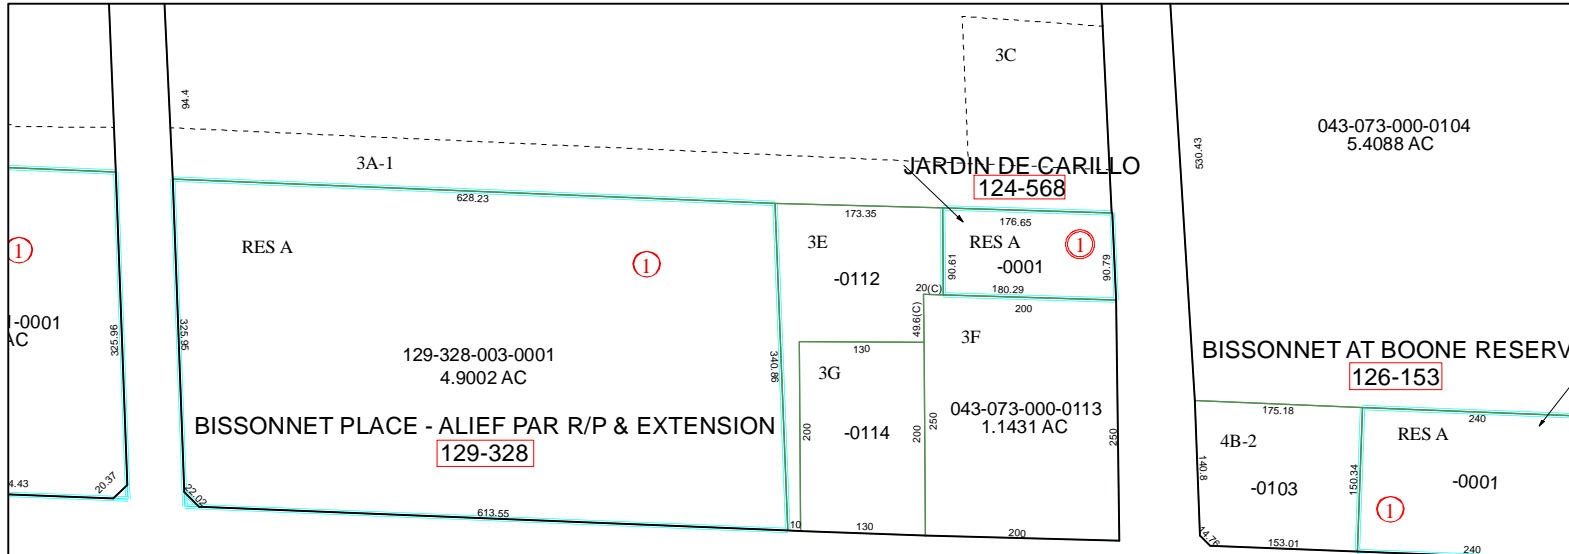 3C
94.4
043-073-000-0104
5.4088 AC
530.43
3A-1
JARDIN DE CARILLO
124-568
628.23
173.35
176.65
RES A
1
1
3E
RES A
1
-0001
-0112
90.61
90.79
20(C)
180.29
200
49.6(C)
-0001
AC
325.96
325.95
129-328-003-0001
4.9002 AC
340.86
130
3F
3G
BISSONNET AT BOONE RESERV
126-153
BISSONNET PLACE - ALIEF PAR R/P & EXTENSION
129-328
043-073-000-0113
1.1431 AC
200
-0114
200
250
250
175.18
240
4B-2
RES A
140.8
150.34
-0103
-0001
1
4.43
20.37
22.02
613.55
10
130
200
14.76
153.01
240